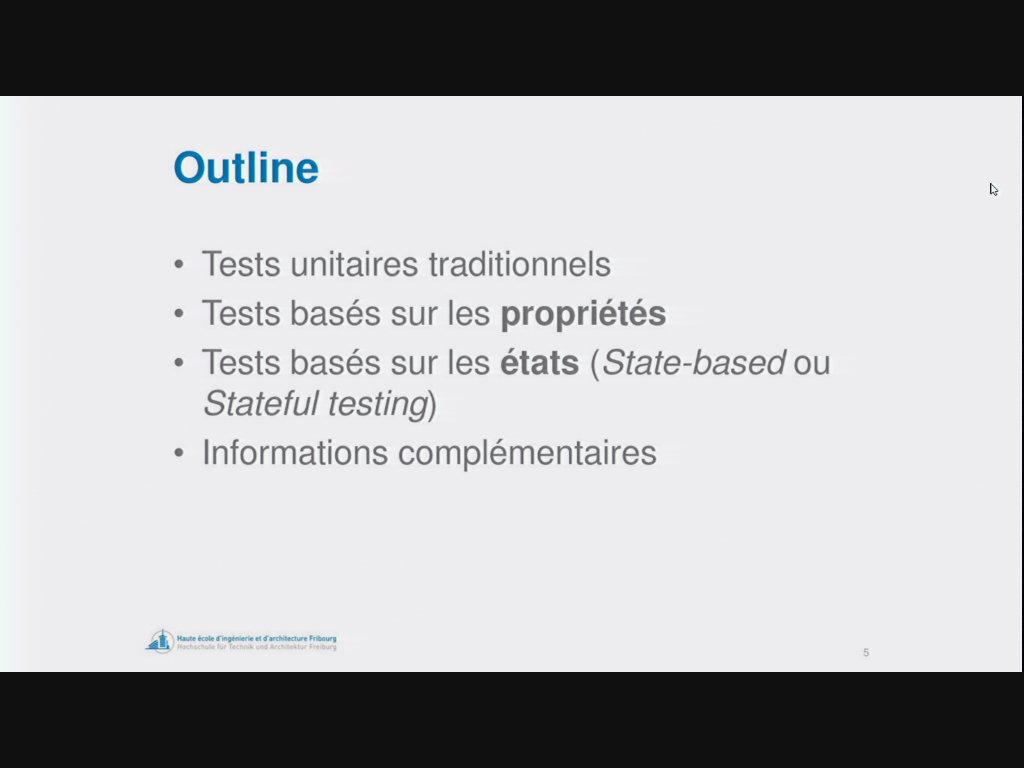 Outline
• Tests unitaires traditionnels
• Tests basés sur les propriétés
• Tests basés sur les états (State-based ou
Stateful testing)
• Informations complémentaires
Haute école d'ingénierie et d'architecture Fribourg
Hochschule für Technik und Architektur Freiburg
5